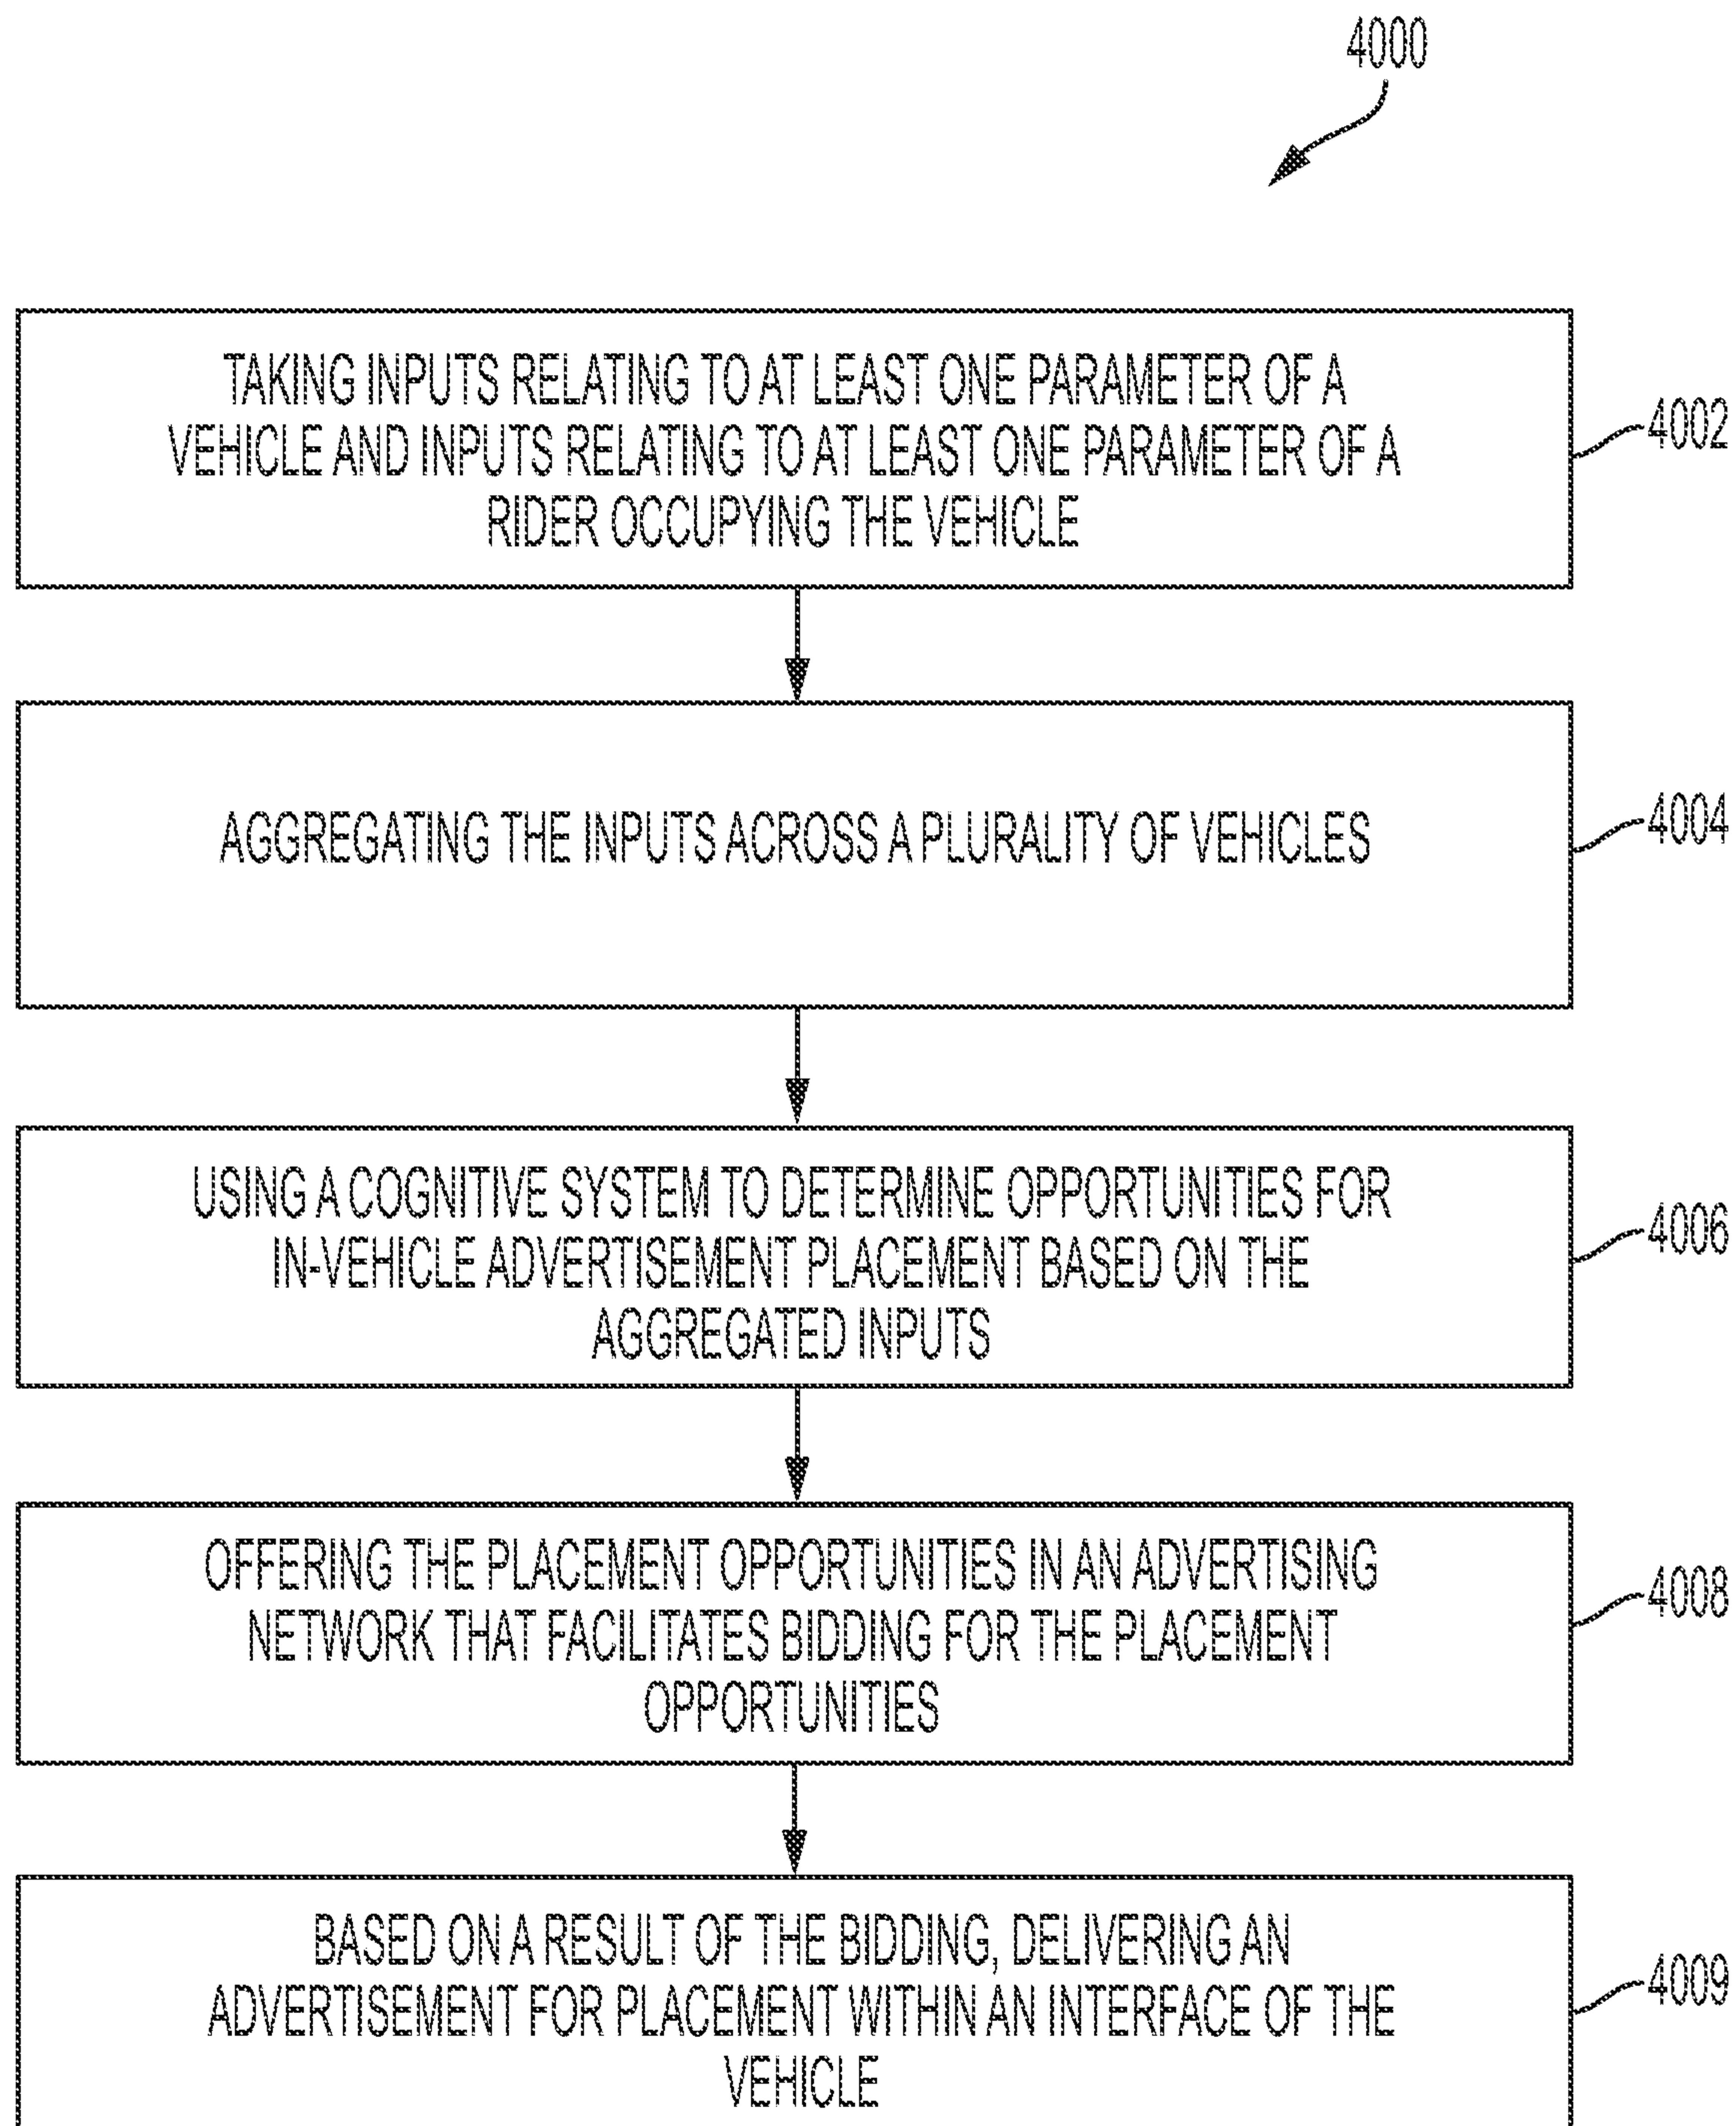 4000
TAKING INPUTS RELATING TO AT LEAST ONE PARAMETER OF A
VEHICLE AND INPUTS RELATING TO AT LEAST ONE PARAMETER OF A
RIDER OCCUPYING THE VEHICLE
4002
AGGREGATING THE INPUTS ACROSS A PLURALITY OF VEHICLES
4004
USING A COGNITIVE SYSTEM TO DETERMINE OPPORTUNITIES FOR
IN-VEHICLE ADVERTISEMENT PLACEMENT BASED ON THE
AGGREGATED INPUTS
4006
OFFERING THE PLACEMENT OPPORTUNITIES IN AN ADVERTISING
NETWORK THAT FACILITATES BIDDING FOR THE PLACEMENT
OPPORTUNITIES
4008
BASED ON A RESULT OF THE BIDDING, DELIVERING AN
ADVERTISEMENT FOR PLACEMENT WITHIN AN INTERFACE OF THE
VEHICLE
4009